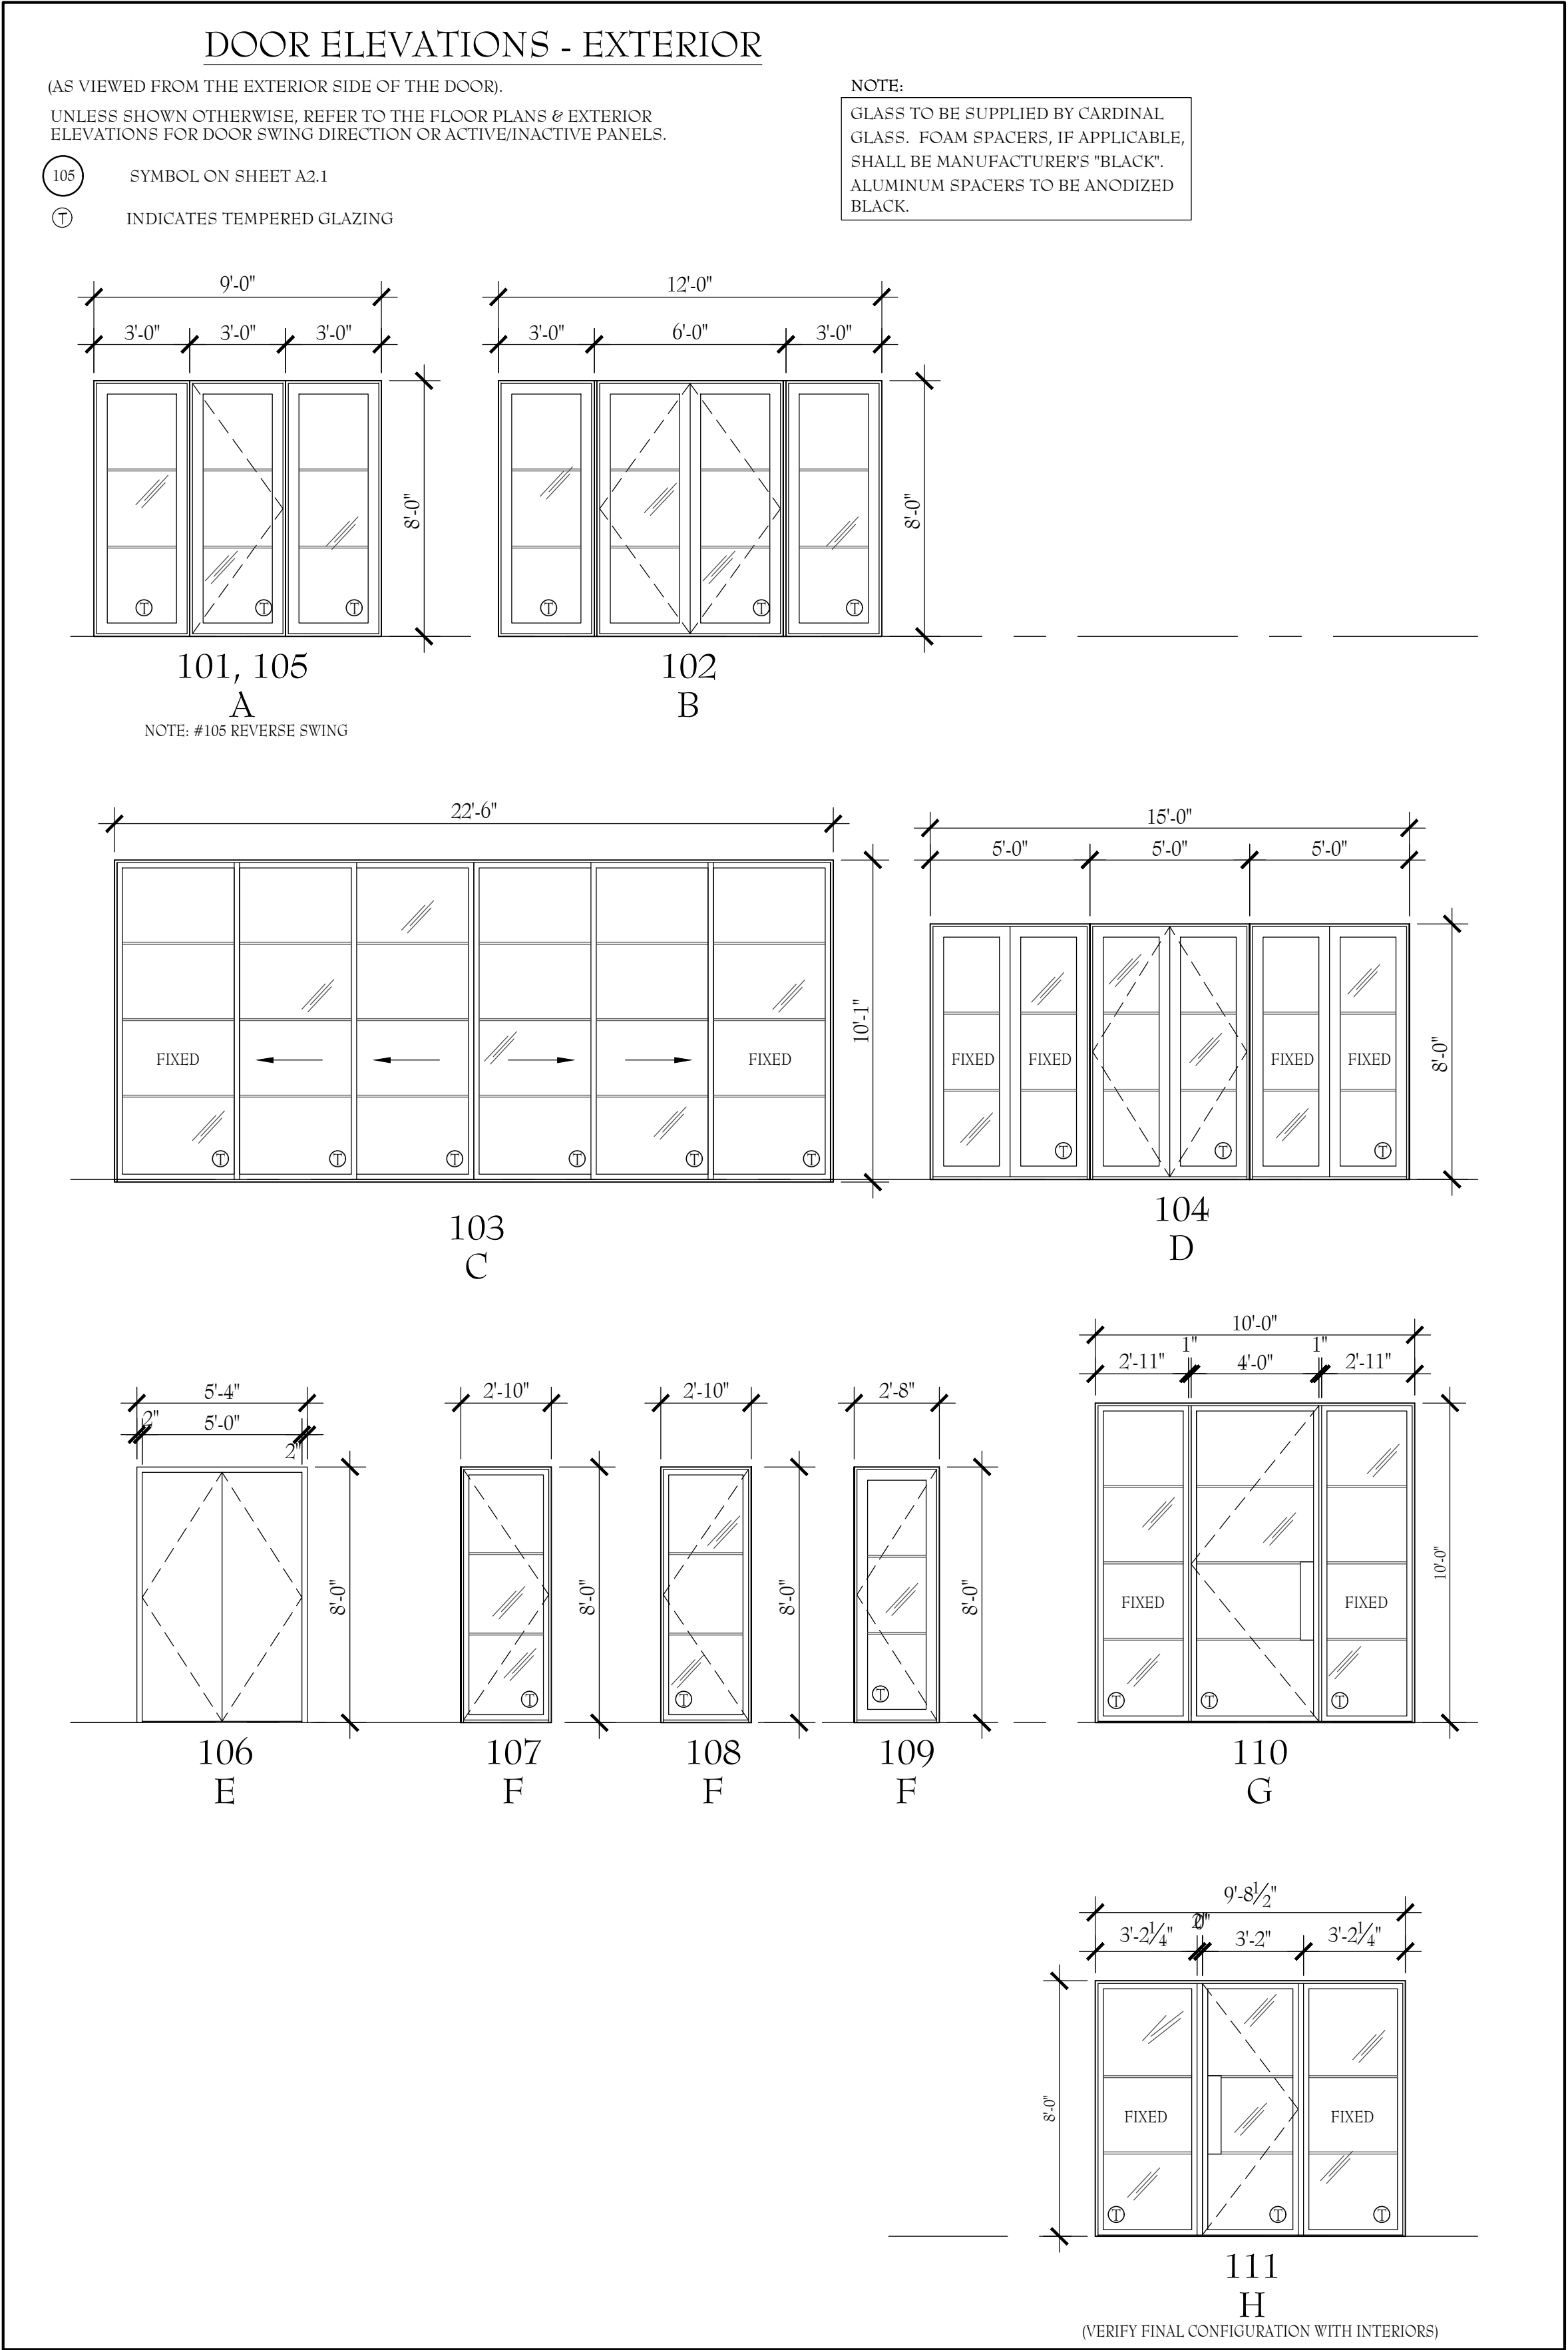 DOOR ELEVATIONS - EXTERIOR
(AS VIEWED FROM THE EXTERIOR SIDE OF THE DOOR).
UNLESS SHOWN OTHERWISE, REFER TO THE FLOOR PLANS & EXTERIOR
ELEVATIONS FOR DOOR SWING DIRECTION OR ACTIVE/INACTIVE PANELS.
105 SYMBOL ON SHEET A2.1
T INDICATES TEMPERED GLAZING
NOTE:
GLASS TO BE SUPPLIED BY CARDINAL
GLASS. FOAM SPACERS, IF APPLICABLE,
SHALL BE MANUFACTURER'S "BLACK".
ALUMINUM SPACERS TO BE ANODIZED
BLACK.
9'-0"
3'-0" 3'-0" 3'-0"
8'-0"
T T T
101, 105
A
NOTE: #105 REVERSE SWING
12'-0"
3'-0" 6'-0" 3'-0"
8'-0"
T T T
102
B
22'-6"
10'-1"
FIXED FIXED
T T T T T T
103
C
15'-0"
5'-0" 5'-0" 5'-0"
8'-0"
FIXED FIXED FIXED FIXED
T T T
104
D
5'-4"
2" 5'-0" 2"
8'-0"
106
E
2'-10"
8'-0"
T
107
F
2'-10"
8'-0"
T
108
F
2'-8"
8'-0"
T
109
F
10'-0"
2'-11" 1" 4'-0" 1" 2'-11"
10'-0"
FIXED FIXED
T T T
110
G
9'-8½"
3'-2¼" 3'-2" 3'-2¼"
8'-0"
FIXED FIXED
T T T
111
H
(VERIFY FINAL CONFIGURATION WITH INTERIORS)